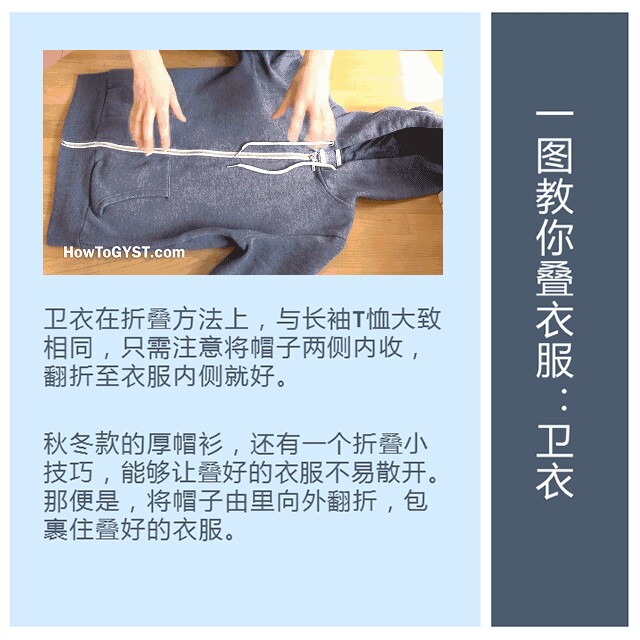 HowToGYST.com
卫衣在折叠方法上，与长袖T恤大致
相同，只需注意将帽子两侧内收，
翻折至衣服内侧就好。
秋冬款的厚帽衫，还有一个折叠小
技巧，能够让叠好的衣服不易散开。
那便是，将帽子由里向外翻折，包
裹住叠好的衣服。
一图教你叠衣服：卫衣